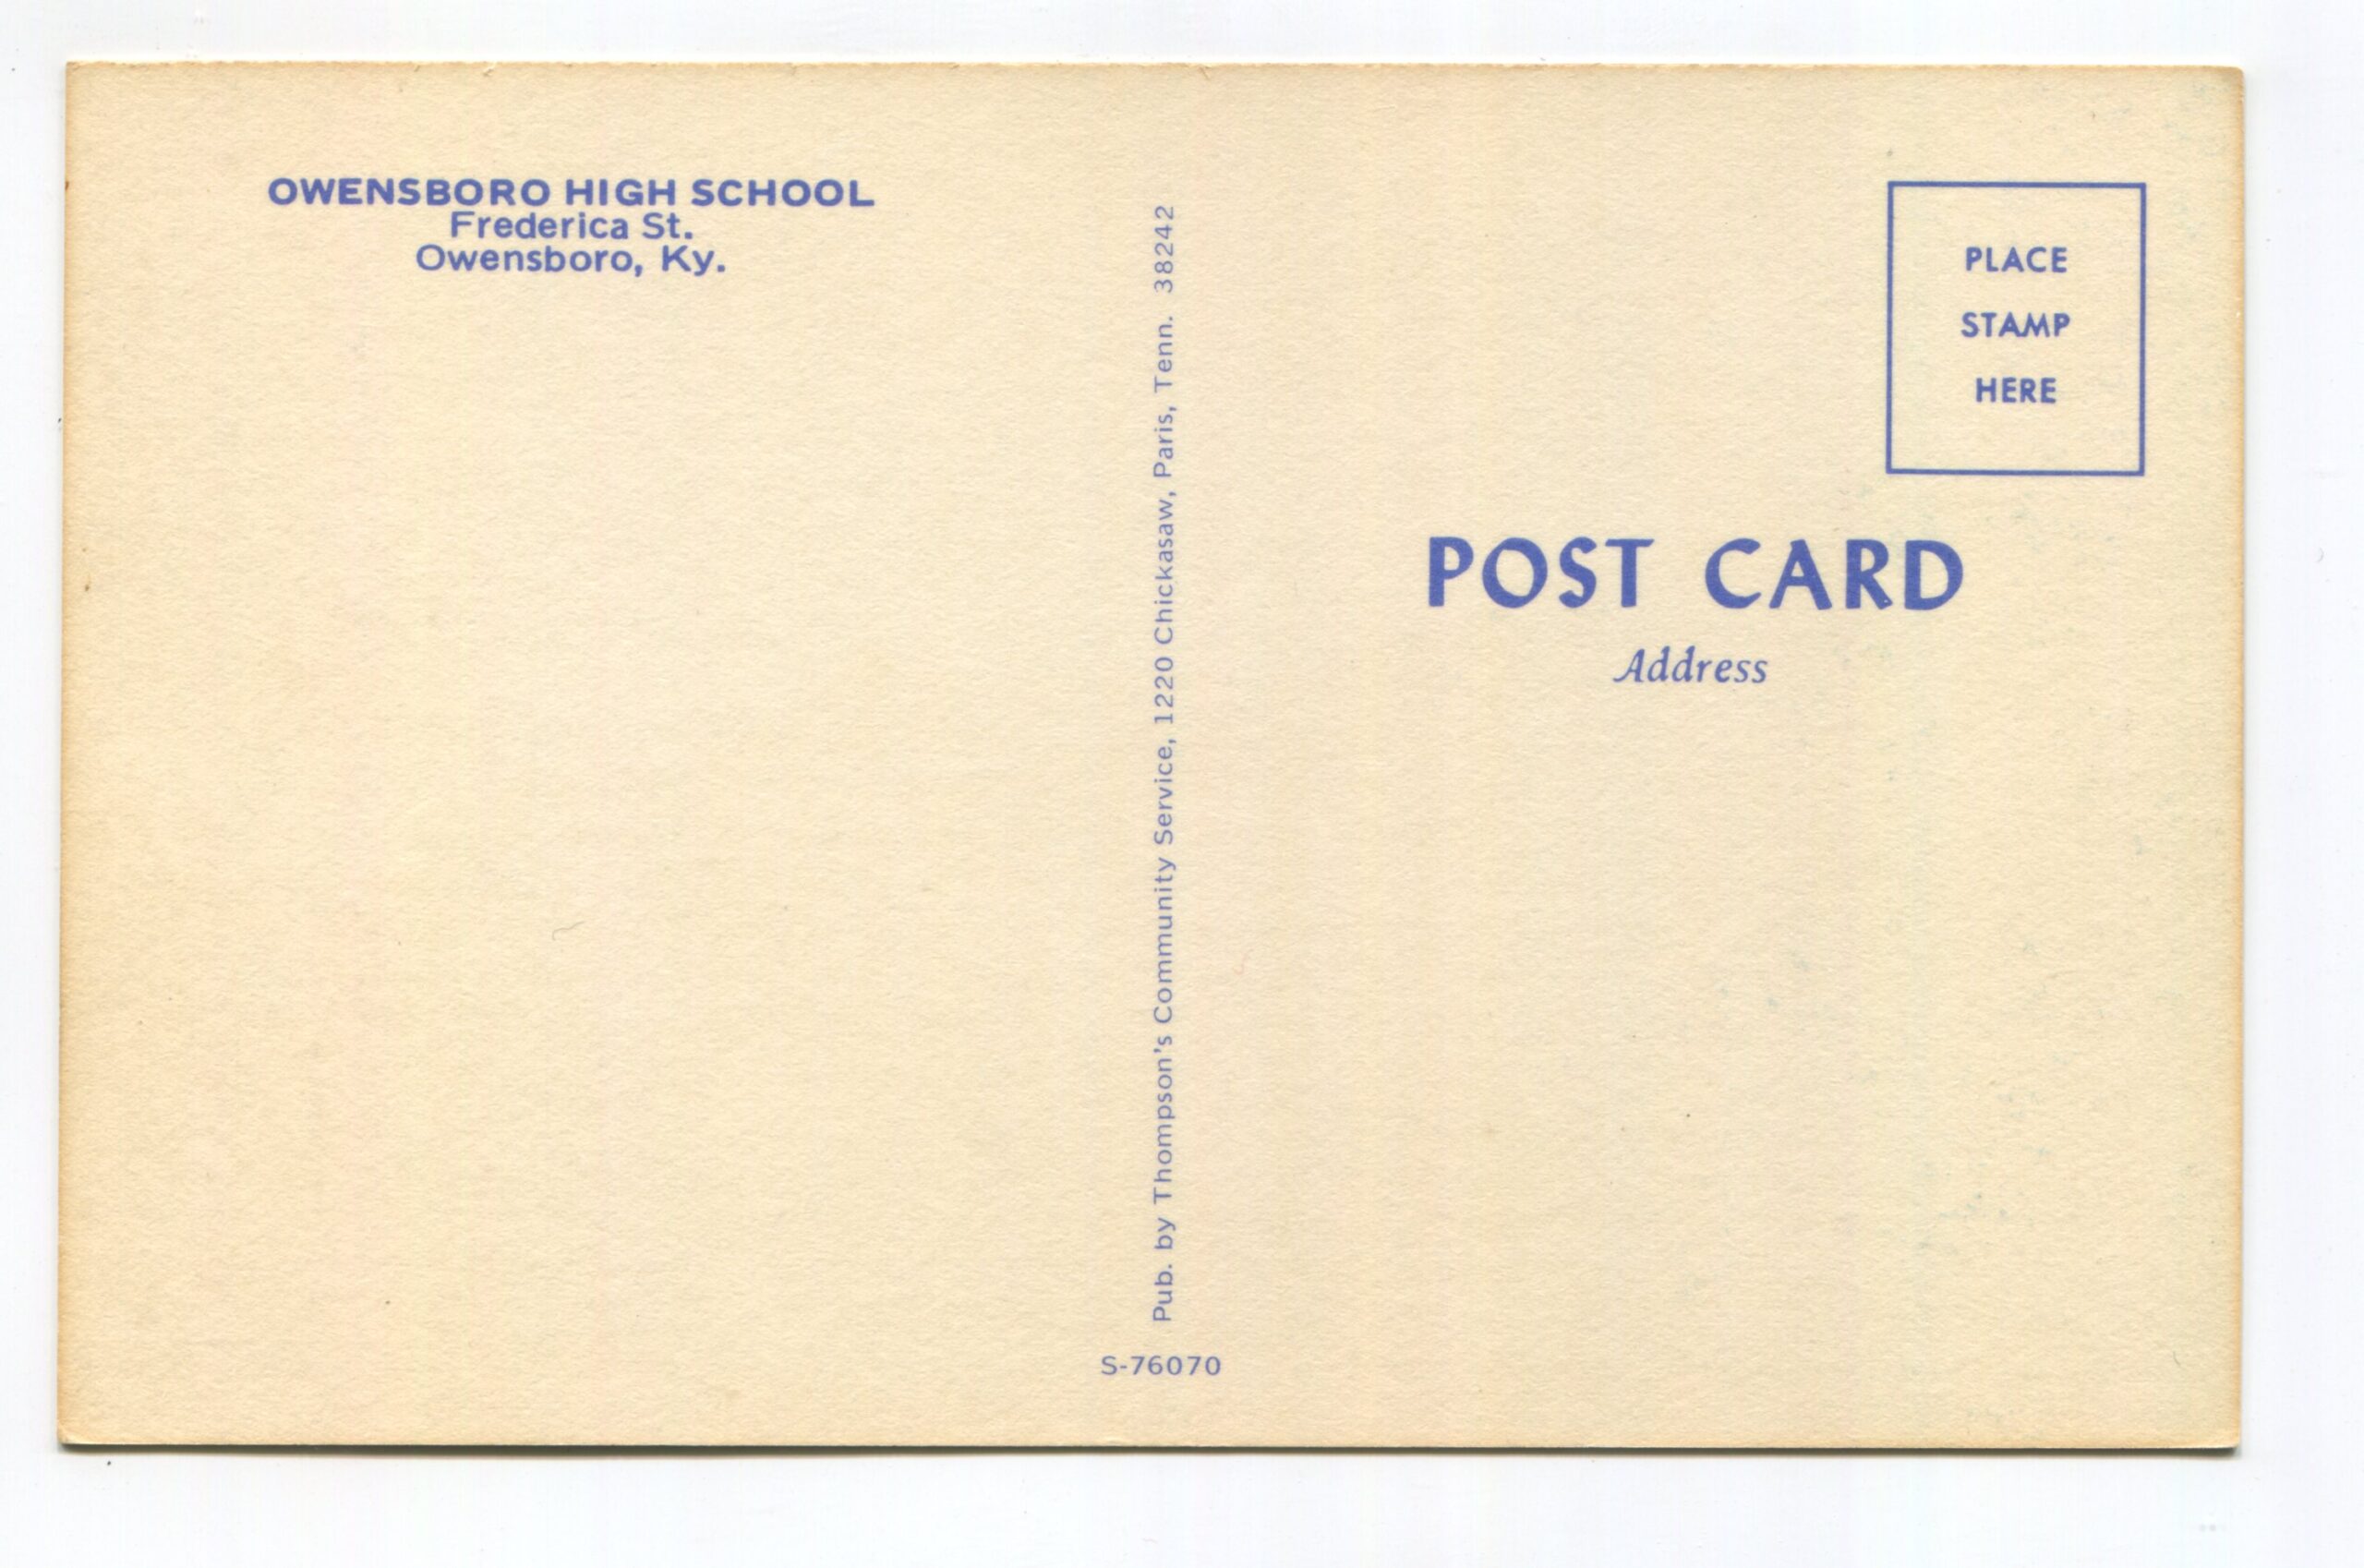 OWENSBORO HIGH SCHOOL
Frederica St.
Owensboro, Ky.
Pub. by Thompson's Community Service, 1220 Chickasaw, Paris, Tenn. 38242
S-76070
PLACE
STAMP
HERE
POST CARD
Address